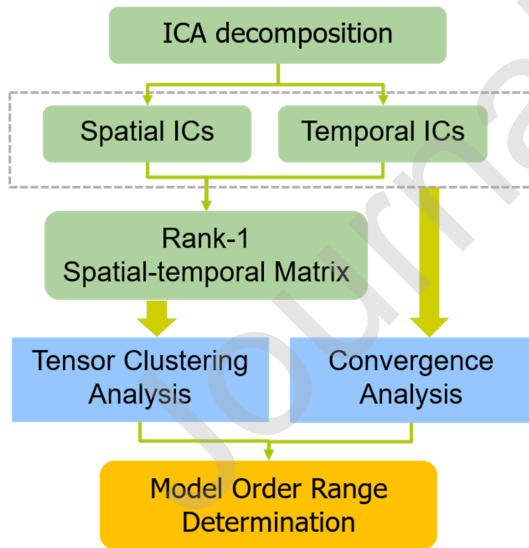 ICA decomposition
Spatial ICs
Temporal ICs
Rank-1
Spatial-temporal Matrix
Tensor Clustering
Analysis
Convergence
Analysis
Model Order Range
Determination
Journa